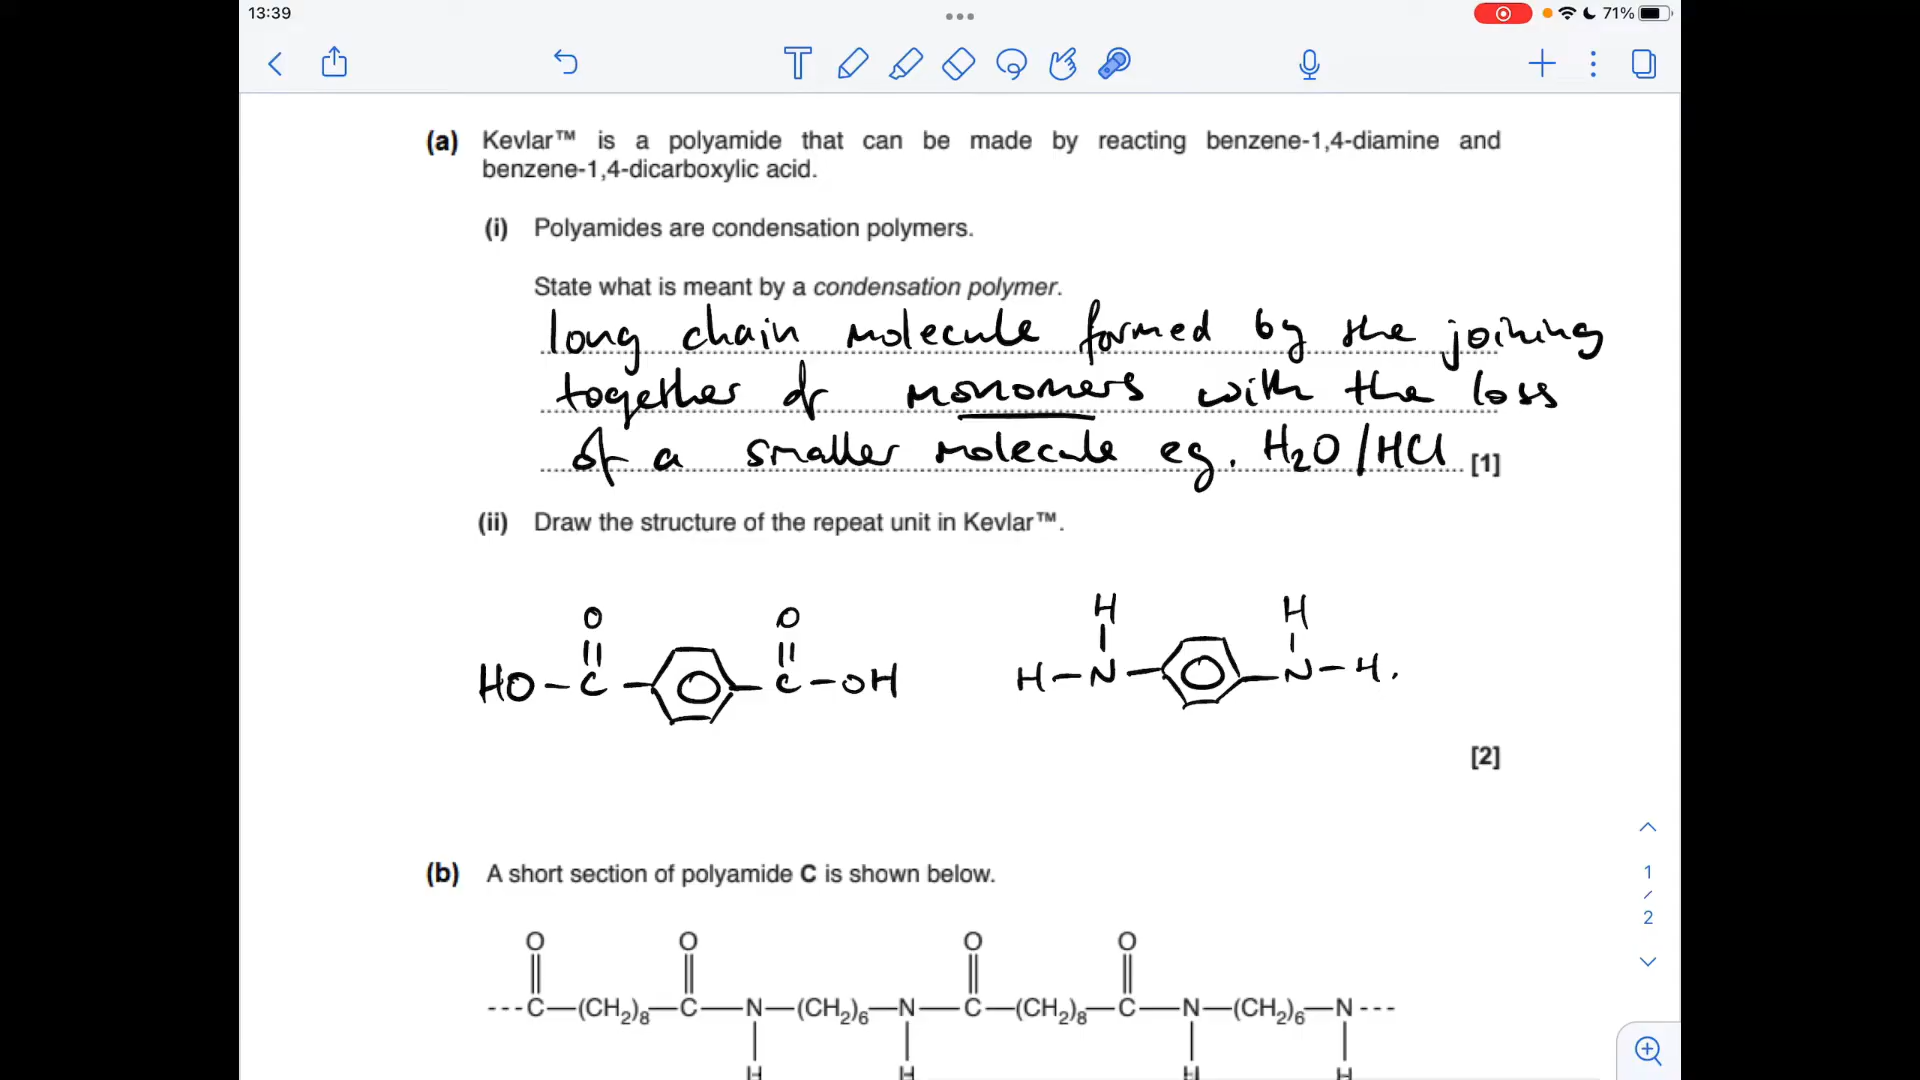 13:39
71%
(a) Kevlar™ is a polyamide that can be made by reacting benzene-1,4-diamine and
benzene-1,4-dicarboxylic acid.
(i) Polyamides are condensation polymers.
State what is meant by a condensation polymer.
long chain molecule formed by the joining
together of monomers with the loss
of a smaller molecule eg. H₂O/HCl [1]
(ii) Draw the structure of the repeat unit in Kevlar™.
O O H H
HO–C– –C–OH H–N– –N–H.
[2]
(b) A short section of polyamide C is shown below.
O O O O
---C—(CH₂)₈—C—N—(CH₂)₆—N—C—(CH₂)₈—C—N—(CH₂)₆—N---
H H H H
1
/
2